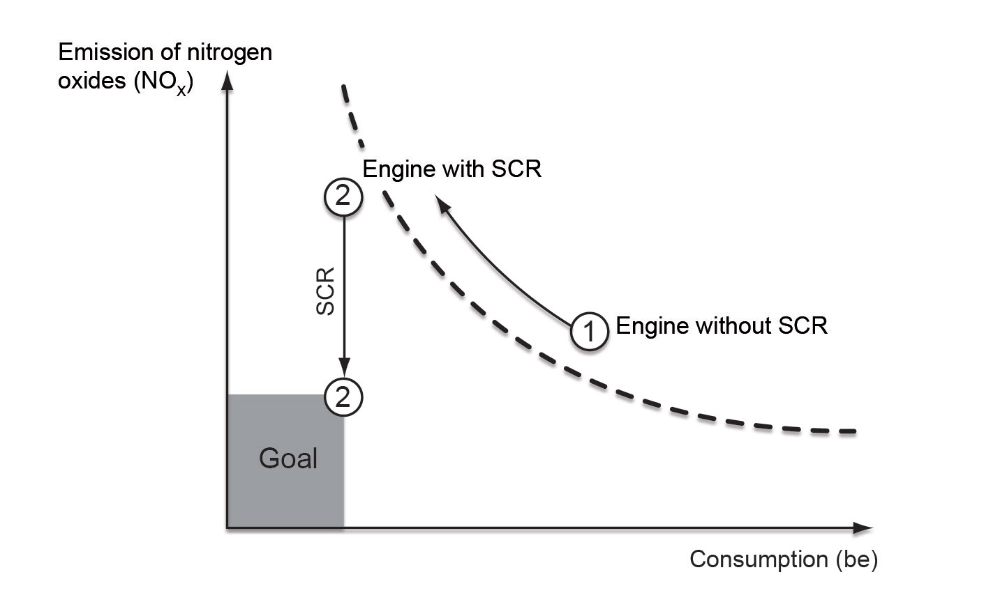 Emission of nitrogen
oxides (NOx)
Engine with SCR
2
SCR
1
Engine without SCR
2
Goal
Consumption (be)